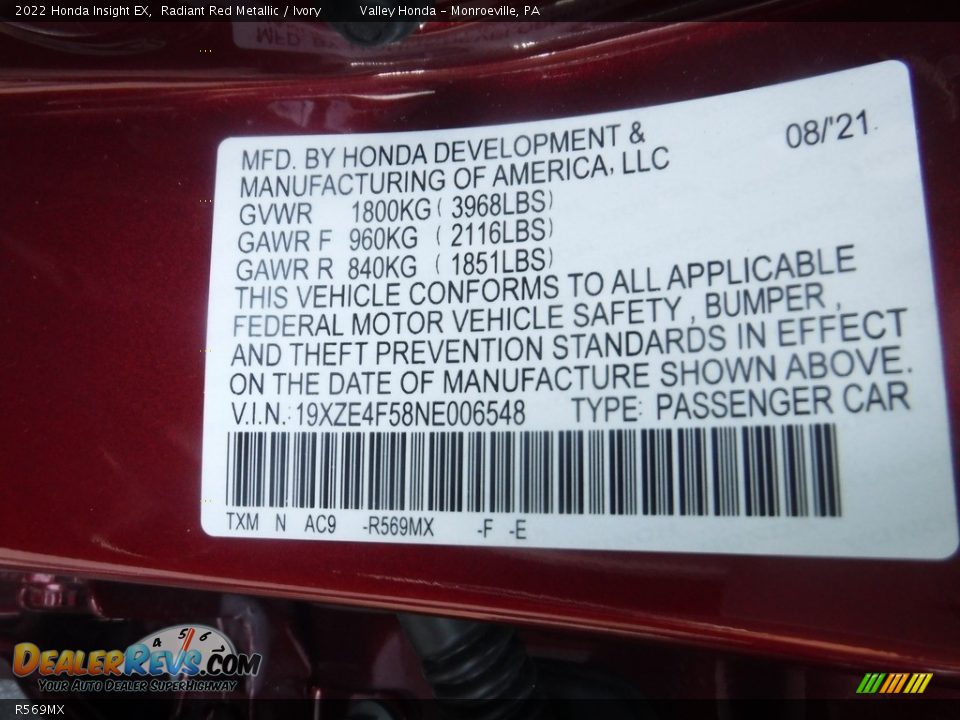 2022 Honda Insight EX, Radiant Red Metallic / Ivory Valley Honda - Monroeville, PA
08/'21
MFD. BY HONDA DEVELOPMENT &
MANUFACTURING OF AMERICA, LLC
GVWR 1800KG ( 3968LBS)
GAWR F 960KG ( 2116LBS)
GAWR R 840KG ( 1851LBS)
THIS VEHICLE CONFORMS TO ALL APPLICABLE
FEDERAL MOTOR VEHICLE SAFETY , BUMPER ,
AND THEFT PREVENTION STANDARDS IN EFFECT
ON THE DATE OF MANUFACTURE SHOWN ABOVE.
V.I.N.: 19XZE4F58NE006548 TYPE: PASSENGER CAR
TXM N AC9 -R569MX -F -E
4 5 6
DEALERREVS.COM
YOUR AUTO DEALER SUPERHIGHWAY
R569MX